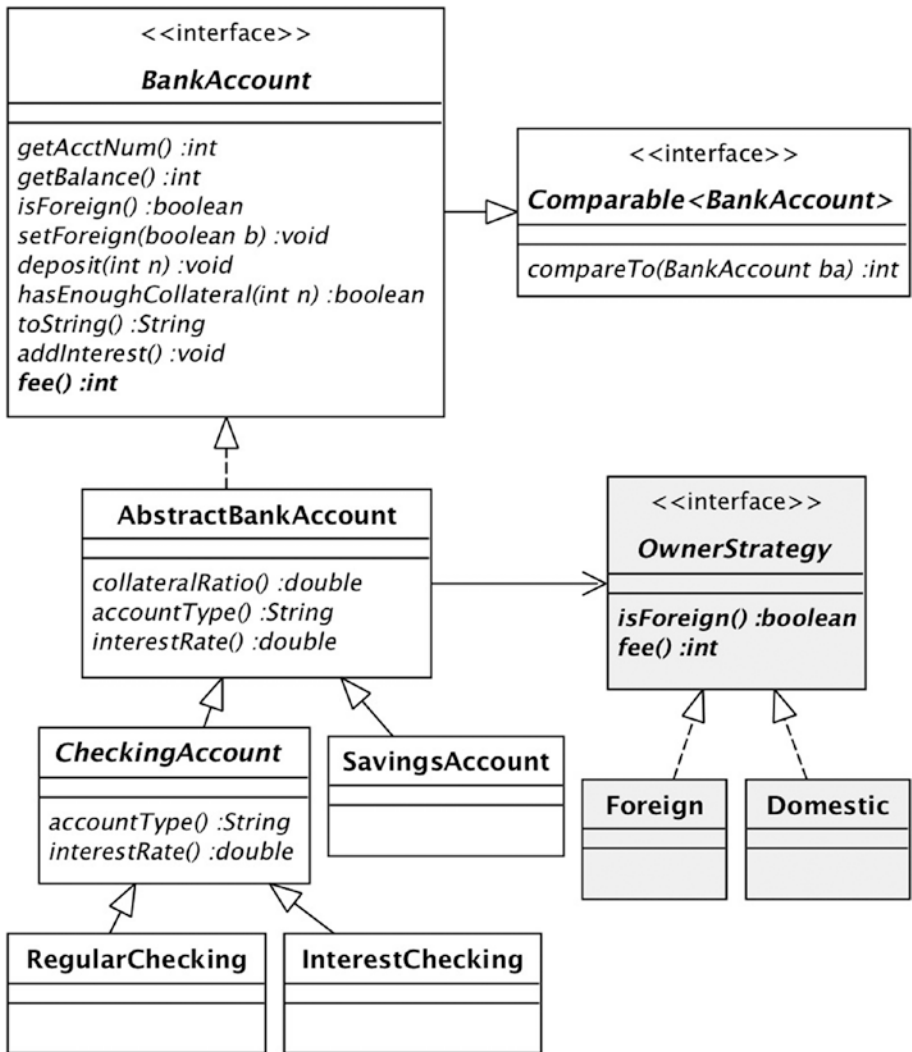 <<interface>>
BankAccount
getAcctNum() :int
getBalance() :int
isForeign() :boolean
setForeign(boolean b) :void
deposit(int n) :void
hasEnoughCollateral(int n) :boolean
toString() :String
addInterest() :void
fee() :int
<<interface>>
Comparable<BankAccount>
compareTo(BankAccount ba) :int
AbstractBankAccount
collateralRatio() :double
accountType() :String
interestRate() :double
<<interface>>
OwnerStrategy
isForeign() :boolean
fee() :int
CheckingAccount
accountType() :String
interestRate() :double
SavingsAccount
Foreign
Domestic
RegularChecking
InterestChecking